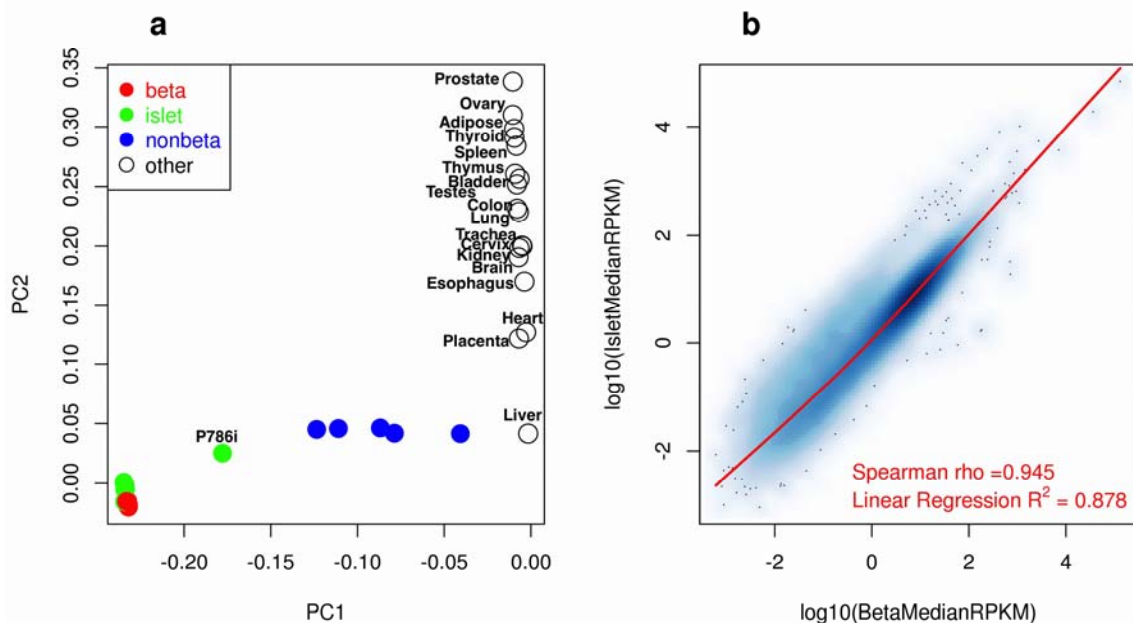 a
b
beta
islet
nonbeta
other
Prostate
Ovary
Adipose
Thyroid
Spleen
Thymus
Bladder
Testes
Colon
Lung
Trachea
Cervix
Kidney
Brain
Esophagus
Heart
Placenta
Liver
P786i
PC2
0.35
0.30
0.25
0.20
0.15
0.10
0.05
0.00
-0.20 -0.15 -0.10 -0.05 0.00
PC1
log10(IsletMedianRPKM)
4
2
0
-2
Spearman rho =0.945
Linear Regression R² = 0.878
-2 0 2 4
log10(BetaMedianRPKM)